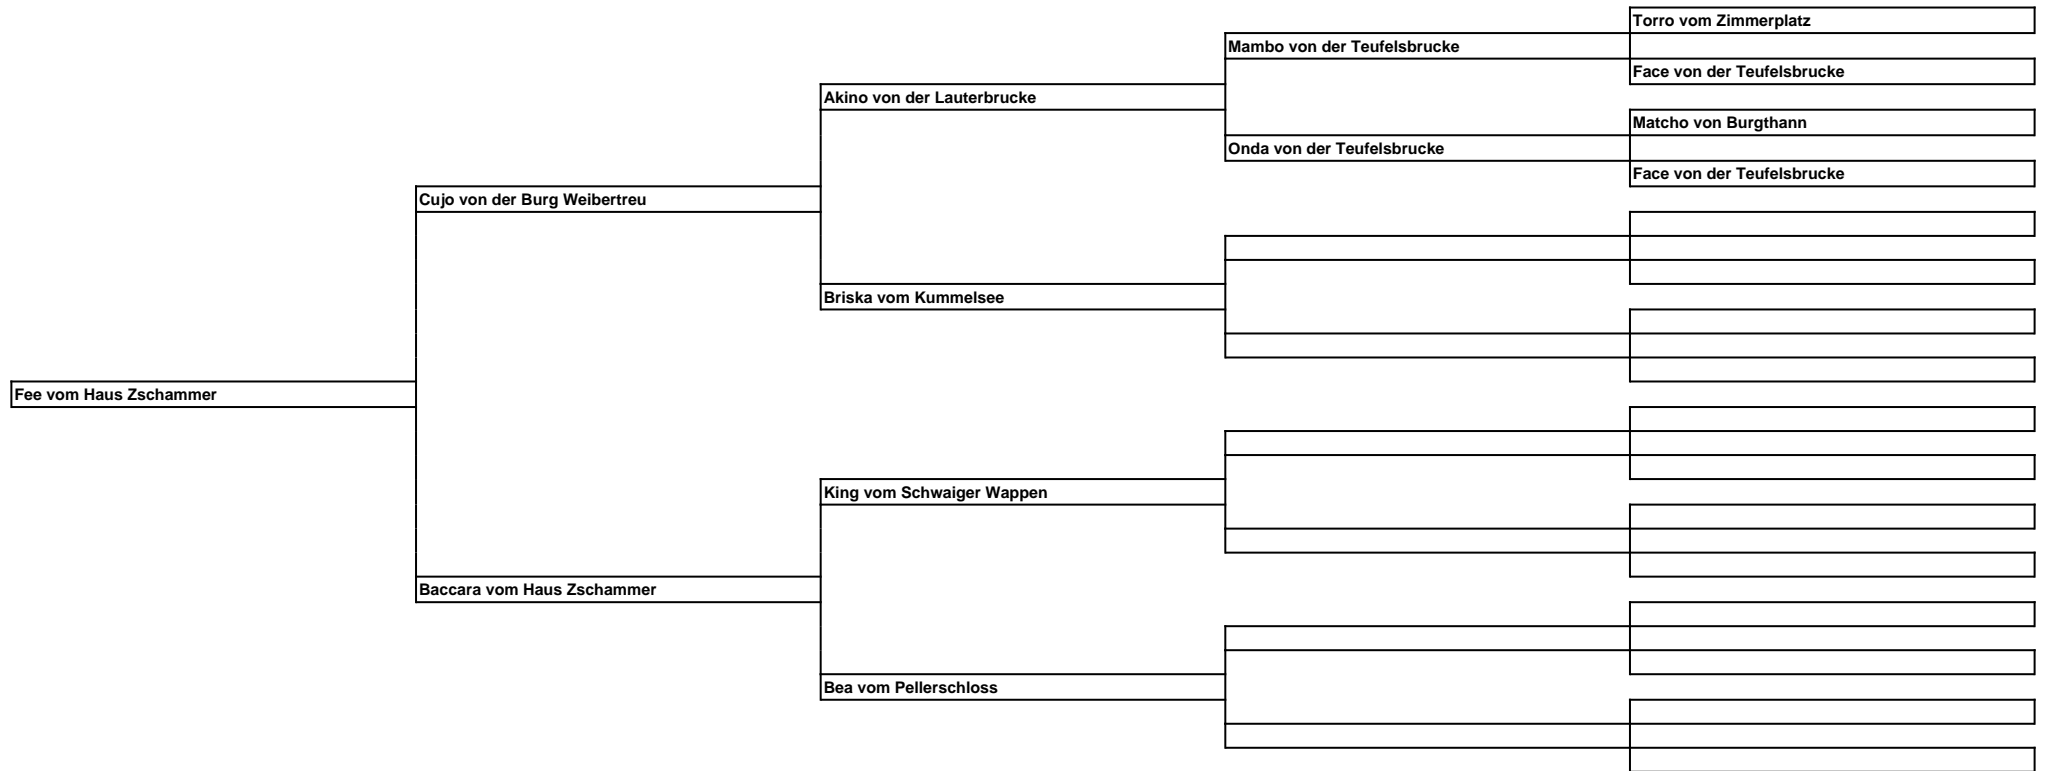 Torro vom Zimmerplatz
Mambo von der Teufelsbrucke
Face von der Teufelsbrucke
Akino von der Lauterbrucke
Matcho von Burgthann
Onda von der Teufelsbrucke
Face von der Teufelsbrucke
Cujo von der Burg Weibertreu
Briska vom Kummelsee
Fee vom Haus Zschammer
King vom Schwaiger Wappen
Baccara vom Haus Zschammer
Bea vom Pellerschloss